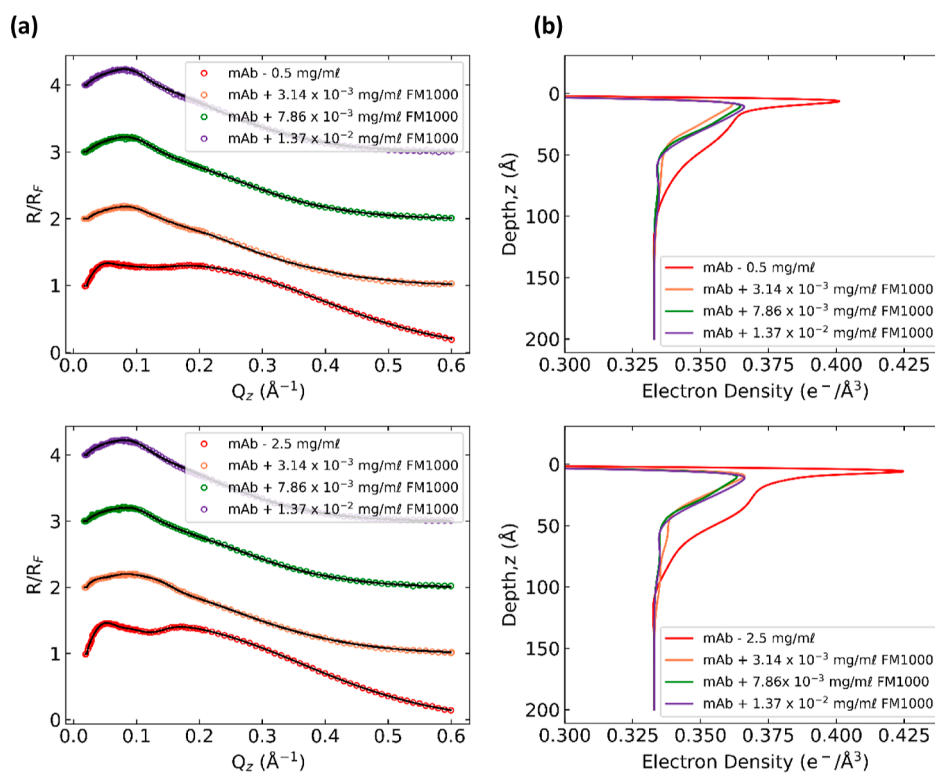 (a)
(b)
R/R_F
4
3
2
1
0
mAb - 0.5 mg/mℓ
mAb + 3.14 x 10⁻³ mg/mℓ FM1000
mAb + 7.86 x 10⁻³ mg/mℓ FM1000
mAb + 1.37 x 10⁻² mg/mℓ FM1000
0.0 0.1 0.2 0.3 0.4 0.5 0.6
Q_z (Å⁻¹)
Depth,z (Å)
0
50
100
150
200
mAb - 0.5 mg/mℓ
mAb + 3.14 x 10⁻³ mg/mℓ FM1000
mAb + 7.86 x 10⁻³ mg/mℓ FM1000
mAb + 1.37 x 10⁻² mg/mℓ FM1000
0.300 0.325 0.350 0.375 0.400 0.425
Electron Density (e⁻/Å³)
R/R_F
4
3
2
1
0
mAb - 2.5 mg/mℓ
mAb + 3.14 x 10⁻³ mg/mℓ FM1000
mAb + 7.86 x 10⁻³ mg/mℓ FM1000
mAb + 1.37 x 10⁻² mg/mℓ FM1000
0.0 0.1 0.2 0.3 0.4 0.5 0.6
Q_z (Å⁻¹)
Depth,z (Å)
0
50
100
150
200
mAb - 2.5 mg/mℓ
mAb + 3.14 x 10⁻³ mg/mℓ FM1000
mAb + 7.86x 10⁻³ mg/mℓ FM1000
mAb + 1.37 x 10⁻² mg/mℓ FM1000
0.300 0.325 0.350 0.375 0.400 0.425
Electron Density (e⁻/Å³)